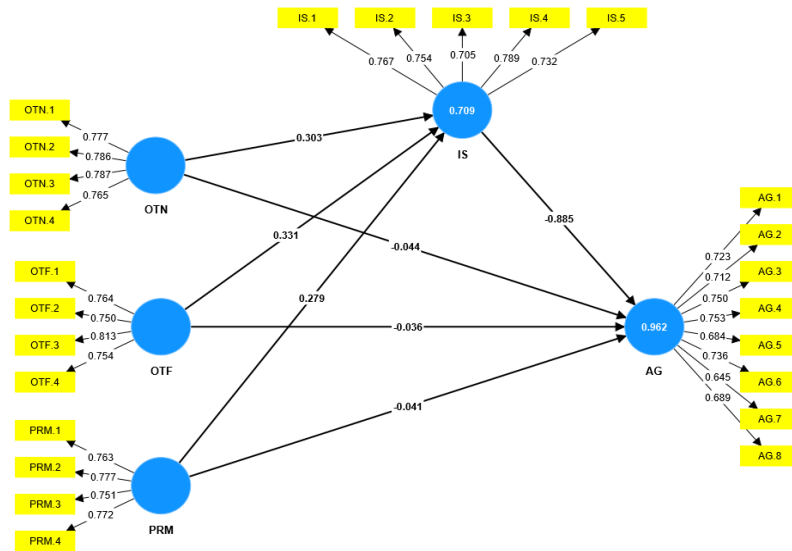 IS.1 IS.2 IS.3 IS.4 IS.5
0.767 0.754 0.705 0.789 0.732
0.709
IS
OTN.1
OTN.2
OTN.3
OTN.4
0.777
0.786
0.787
0.765
OTN
0.303
0.331
0.279
-0.885
-0.044
-0.036
-0.041
OTF.1
OTF.2
OTF.3
OTF.4
0.764
0.750
0.813
0.754
OTF
PRM.1
PRM.2
PRM.3
PRM.4
0.763
0.777
0.751
0.772
PRM
0.962
AG
0.723
0.712
0.750
0.753
0.684
0.736
0.645
0.689
AG.1
AG.2
AG.3
AG.4
AG.5
AG.6
AG.7
AG.8